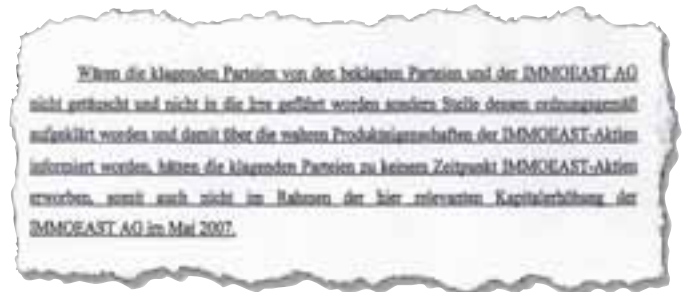 Wären die klagenden Parteien von den beklagten Parteien und der IMMOEAST AG
nicht getäuscht und nicht in die Irre geführt worden sondern Stelle dessen ordnungsgemäß
aufgeklärt worden und damit über die wahren Produkteigenschaften der IMMOEAST-Aktien
informiert worden, hätten die klagenden Parteien zu keinem Zeitpunkt IMMOEAST-Aktien
erworben, somit auch nicht im Rahmen der hier relevanten Kapitalerhöhung der
IMMOEAST AG im Mai 2007.